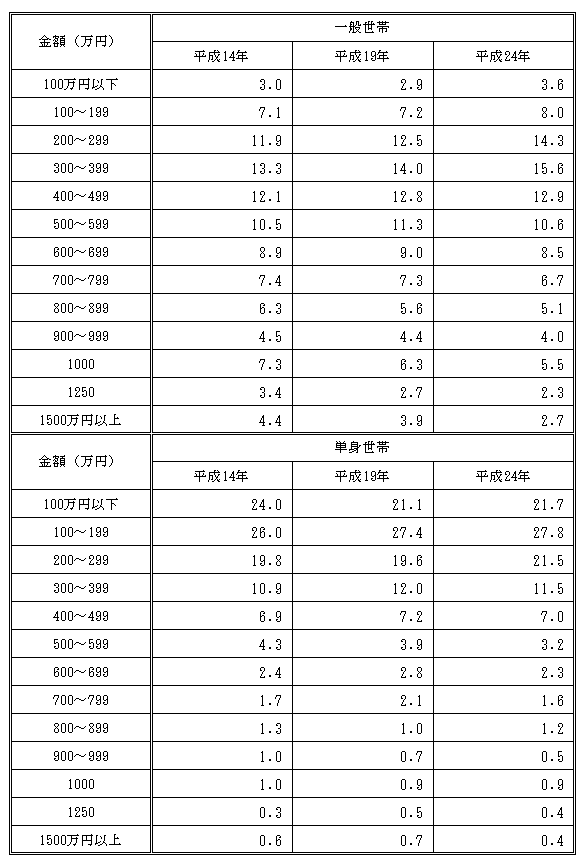 金額（万円） 一般世帯
平成14年 平成19年 平成24年
100万円以下 3.0 2.9 3.6
100～199 7.1 7.2 8.0
200～299 11.9 12.5 14.3
300～399 13.3 14.0 15.6
400～499 12.1 12.8 12.9
500～599 10.5 11.3 10.6
600～699 8.9 9.0 8.5
700～799 7.4 7.3 6.7
800～899 6.3 5.6 5.1
900～999 4.5 4.4 4.0
1000 7.3 6.3 5.5
1250 3.4 2.7 2.3
1500万円以上 4.4 3.9 2.7
金額（万円） 単身世帯
平成14年 平成19年 平成24年
100万円以下 24.0 21.1 21.7
100～199 26.0 27.4 27.8
200～299 19.8 19.6 21.5
300～399 10.9 12.0 11.5
400～499 6.9 7.2 7.0
500～599 4.3 3.9 3.2
600～699 2.4 2.8 2.3
700～799 1.7 2.1 1.6
800～899 1.3 1.0 1.2
900～999 1.0 0.7 0.5
1000 1.0 0.9 0.9
1250 0.3 0.5 0.4
1500万円以上 0.6 0.7 0.4